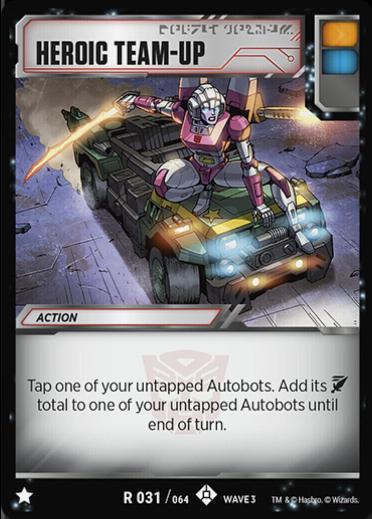 HEROIC TEAM-UP
ACTION
Tap one of your untapped Autobots. Add its
total to one of your untapped Autobots until
end of turn.
R 031/064 WAVE 3 TM & © Hasbro. © Wizards.